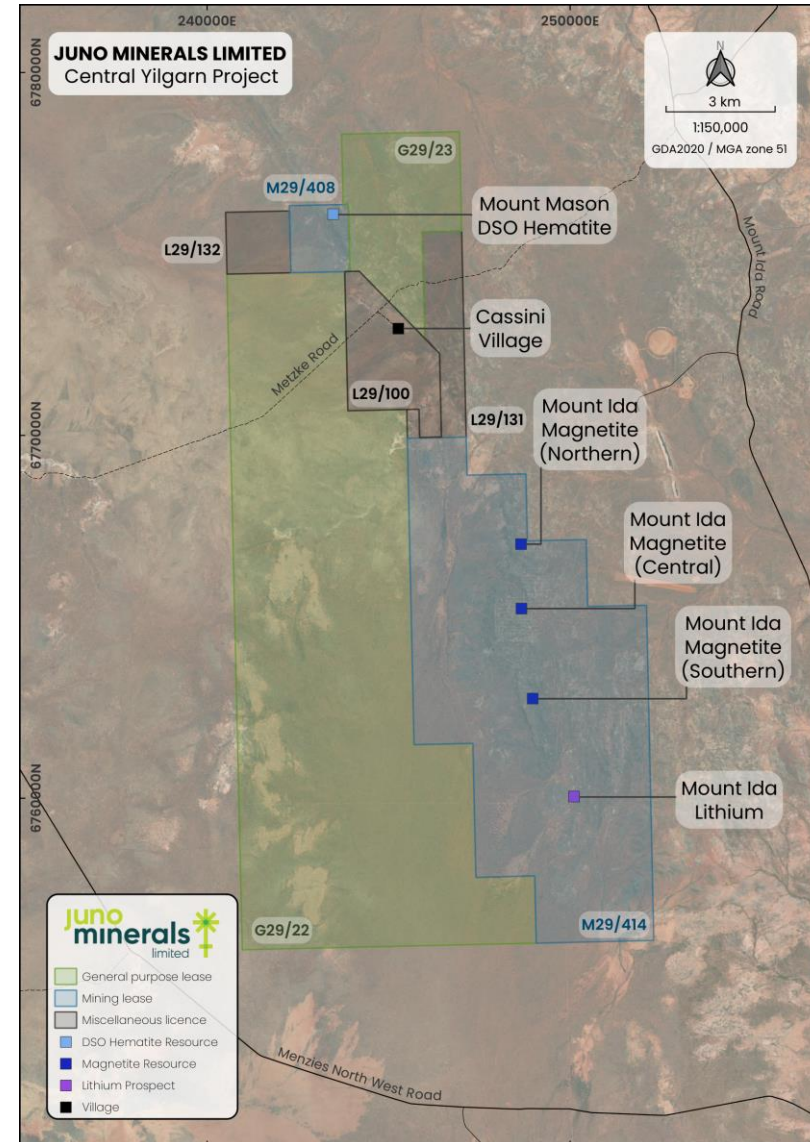 240000E
250000E
JUNO MINERALS LIMITED
Central Yilgarn Project
N
3 km
1:150,000
GDA2020 / MGA zone 51
6780000N
G29/23
M29/408
Mount Mason
DSO Hematite
L29/132
Mount Ida Road
Cassini
Village
Metzke Road
L29/100
L29/131
Mount Ida
Magnetite
(Northern)
6770000N
Mount Ida
Magnetite
(Central)
Mount Ida
Magnetite
(Southern)
6760000N
Mount Ida
Lithium
G29/22
M29/414
juno
minerals
limited
General purpose lease
Mining lease
Miscellaneous licence
DSO Hematite Resource
Magnetite Resource
Lithium Prospect
Village
Menzies North West Road